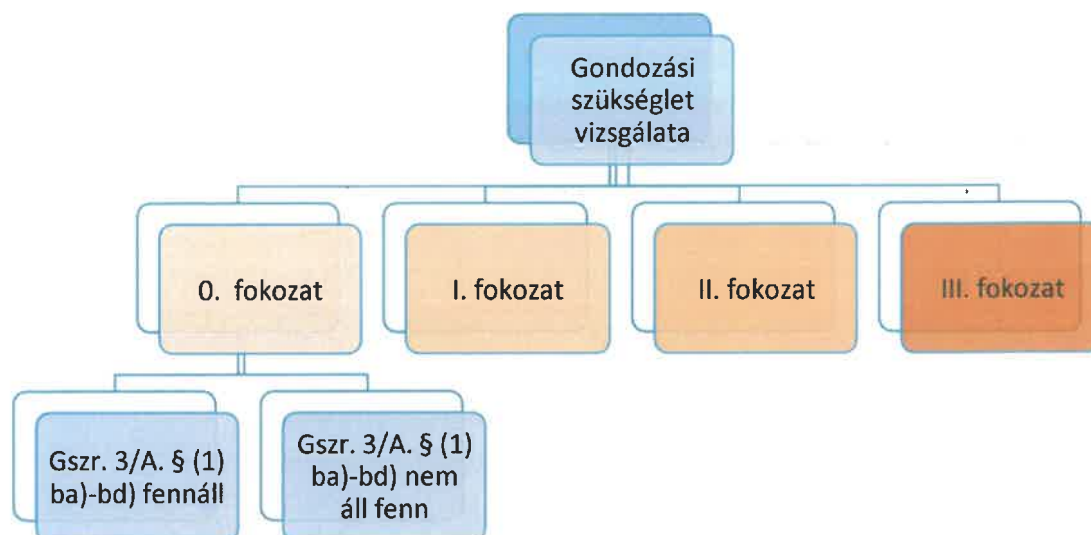 Gondozási
szükséglet
vizsgálata
0. fokozat
I. fokozat
II. fokozat
III. fokozat
Gszr. 3/A. § (1)
ba)-bd) fennáll
Gszr. 3/A. § (1)
ba)-bd) nem
áll fenn